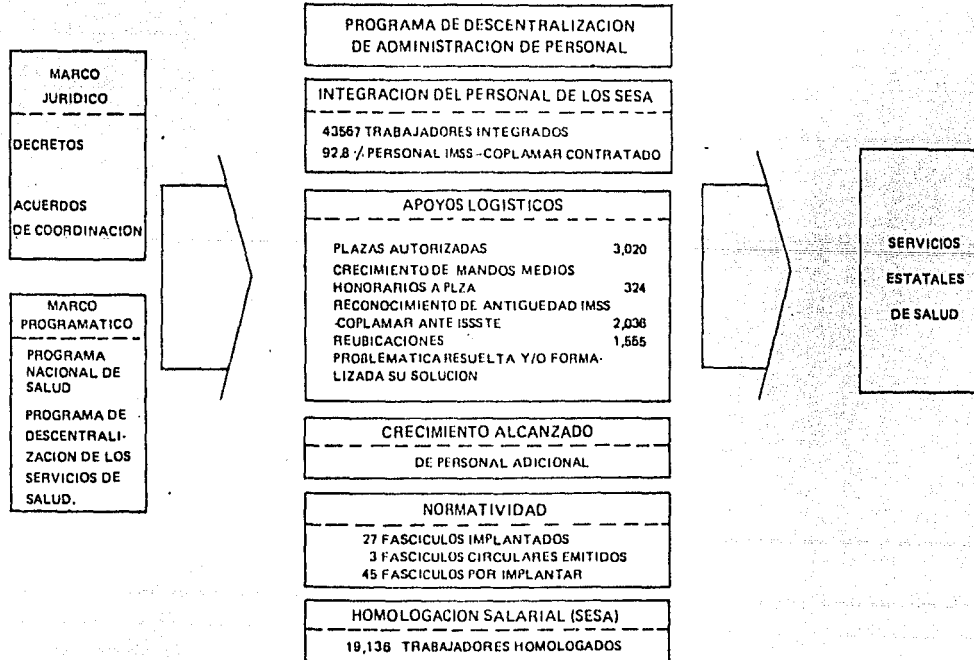 MARCO
JURIDICO
DECRETOS
ACUERDOS
DE COORDINACION
MARCO
PROGRAMATICO
PROGRAMA
NACIONAL DE
SALUD
PROGRAMA DE
DESCENTRALI-
ZACION DE LOS
SERVICIOS DE
SALUD.
PROGRAMA DE DESCENTRALIZACION
DE ADMINISTRACION DE PERSONAL
INTEGRACION DEL PERSONAL DE LOS SESA
43567 TRABAJADORES INTEGRADOS
92.8 % PERSONAL IMSS-COPLAMAR CONTRATADO
APOYOS LOGISTICOS
PLAZAS AUTORIZADAS 3,020
CRECIMIENTO DE MANDOS MEDIOS
HONORARIOS A PLZA 324
RECONOCIMIENTO DE ANTIGUEDAD IMSS
-COPLAMAR ANTE ISSSTE 2,036
REUBICACIONES 1,555
PROBLEMATICA RESUELTA Y/O FORMA-
LIZADA SU SOLUCION
CRECIMIENTO ALCANZADO
DE PERSONAL ADICIONAL
NORMATIVIDAD
27 FASCICULOS IMPLANTADOS
3 FASCICULOS CIRCULARES EMITIDOS
45 FASCICULOS POR IMPLANTAR
HOMOLOGACION SALARIAL (SESA)
19,136 TRABAJADORES HOMOLOGADOS
SERVICIOS
ESTATALES
DE SALUD